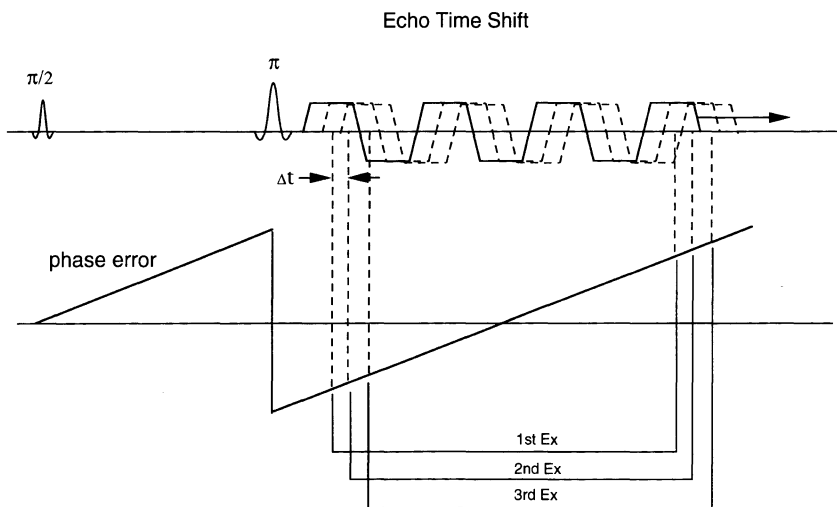 Echo Time Shift
π/2
π
Δt
phase error
1st Ex
2nd Ex
3rd Ex